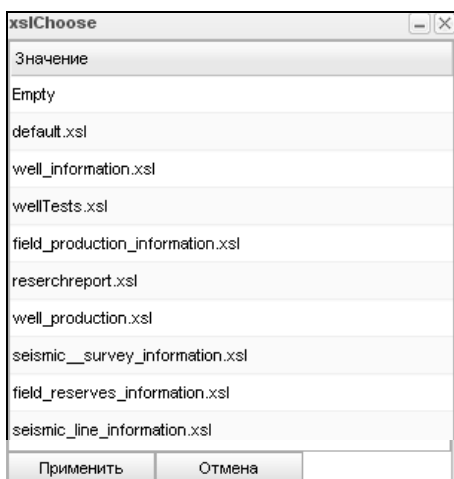 xslChoose
Значение
Empty
default.xsl
well_information.xsl
wellTests.xsl
field_production_information.xsl
reserchreport.xsl
well_production.xsl
seismic__survey_information.xsl
field_reserves_information.xsl
seismic_line_information.xsl
Применить Отмена